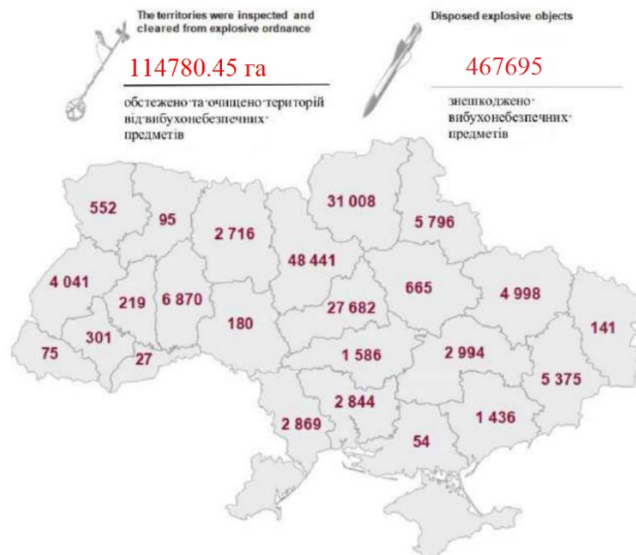 The territories were inspected and
cleared from explosive ordnance
114780.45 га
обстежено та очищено територій
від вибухонебезпечних
предметів
Disposed explosive objects
467695
знешкоджено
вибухонебезпечних
предметів
552
95
2 716
31 008
5 796
4 041
219
6 870
48 441
665
4 998
27 682
180
301
75
27
1 586
2 994
141
5 375
2 869
2 844
1 436
54